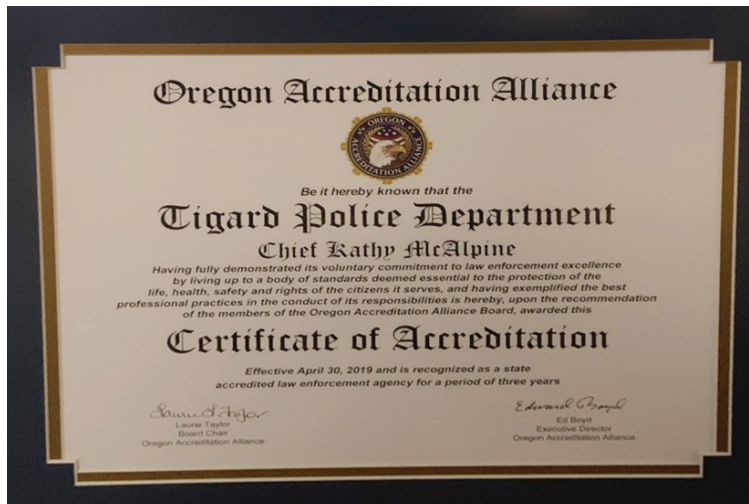 Oregon Accreditation Alliance
OREGON
ACCREDITATION ALLIANCE
Be it hereby known that the
Tigard Police Department
Chief Kathy McAlpine
Having fully demonstrated its voluntary commitment to law enforcement excellence
by living up to a body of standards deemed essential to the protection of the
life, health, safety and rights of the citizens it serves, and having exemplified the best
professional practices in the conduct of its responsibilities is hereby, upon the recommendation
of the members of the Oregon Accreditation Alliance Board, awarded this
Certificate of Accreditation
Effective April 30, 2019 and is recognized as a state
accredited law enforcement agency for a period of three years
Laurie J. Taylor
Laurie Taylor
Board Chair
Oregon Accreditation Alliance
Edward Boyd
Ed Boyd
Executive Director
Oregon Accreditation Alliance